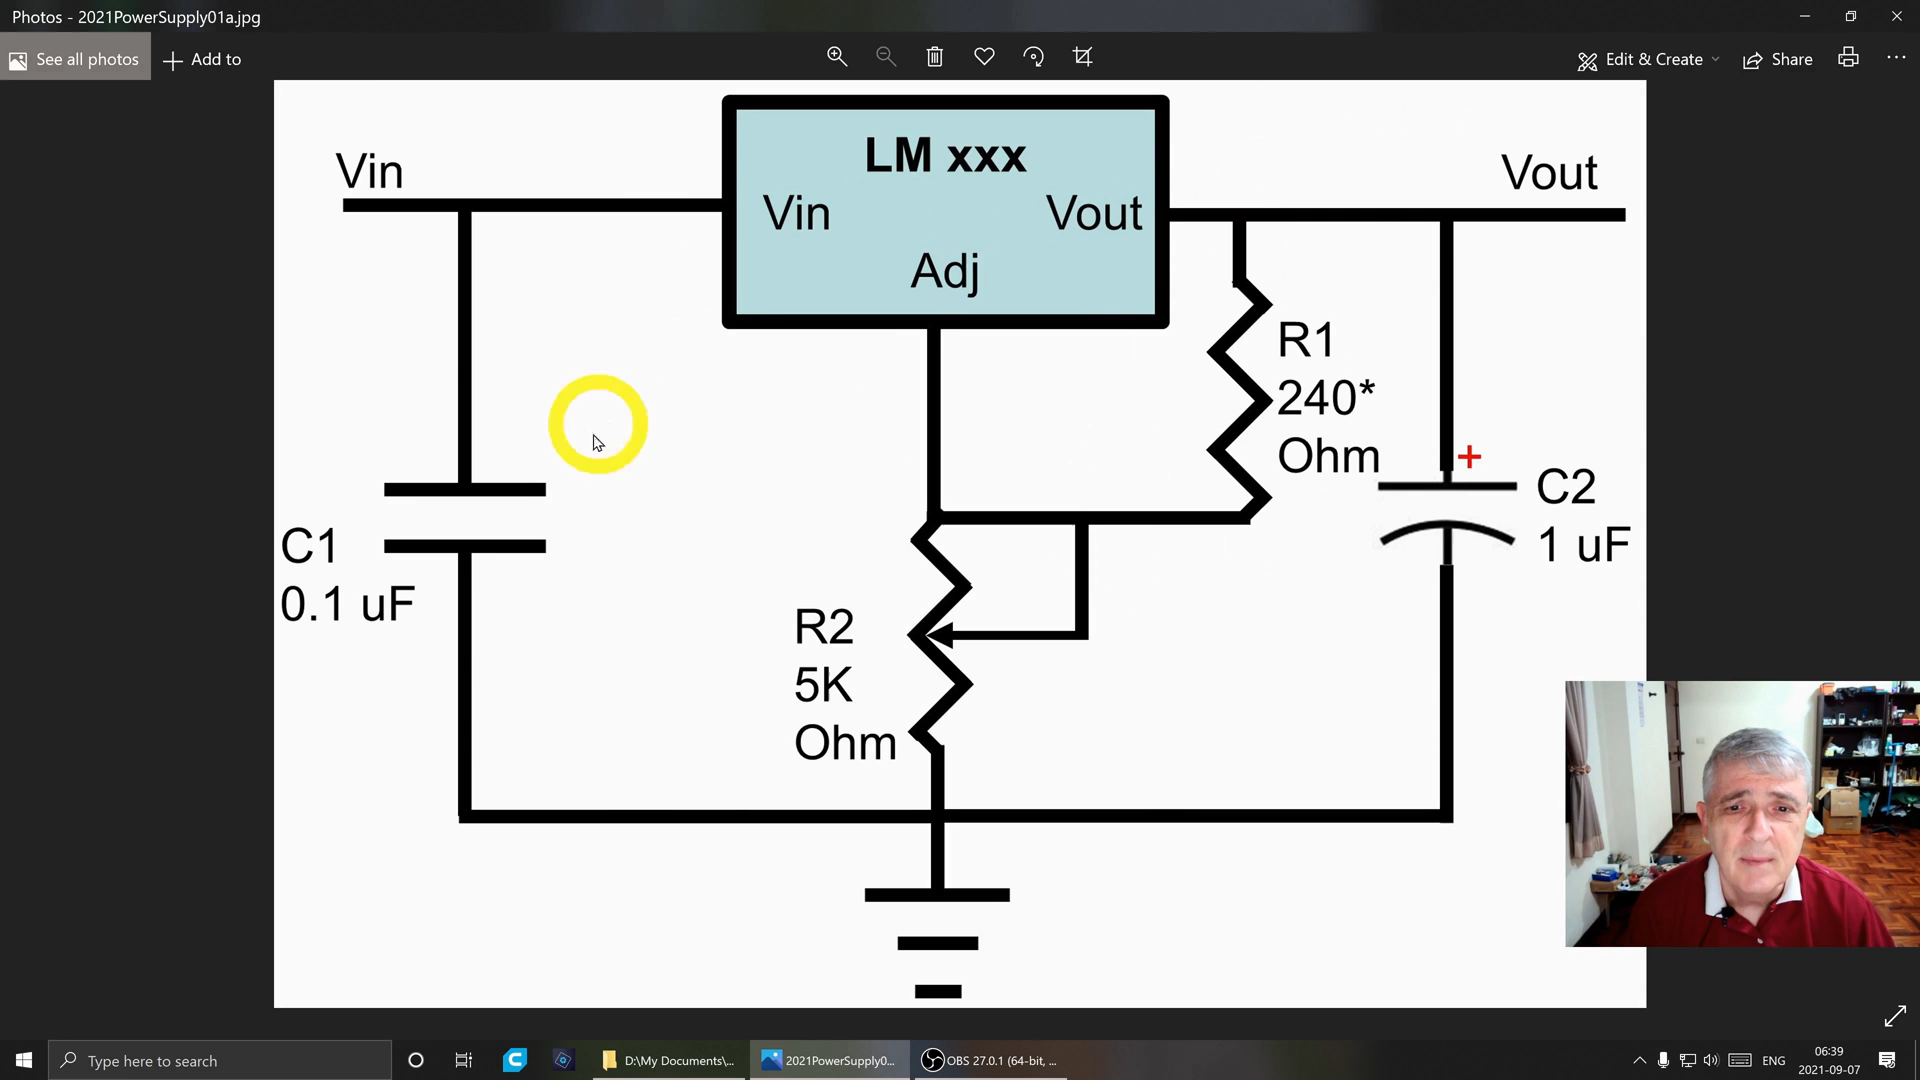 Photos - 2021PowerSupply01a.jpg
See all photos
Add to
Edit & Create
Share
Vin
LM xxx
Vin
Vout
Adj
Vout
R1
240*
Ohm
+
C2
1 uF
C1
0.1 uF
R2
5K
Ohm
Type here to search
D:\My Documents\...
2021PowerSupply0...
OBS 27.0.1 (64-bit, ...
ENG
06:39
2021-09-07